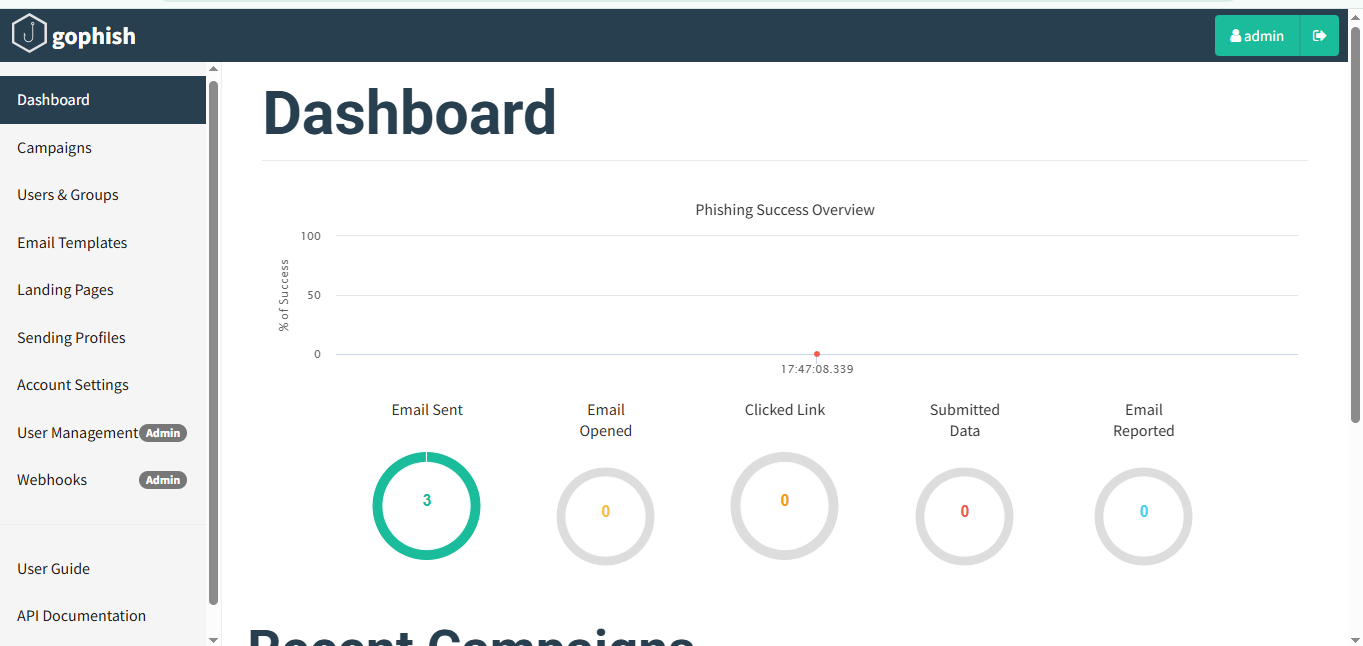 gophish
admin
Dashboard
Campaigns
Users & Groups
Email Templates
Landing Pages
Sending Profiles
Account Settings
User Management Admin
Webhooks Admin
User Guide
API Documentation
Dashboard
Phishing Success Overview
% of Success
100
50
0
17:47:08.339
Email Sent
3
Email
Opened
0
Clicked Link
0
Submitted
Data
0
Email
Reported
0
Recent Campaigns